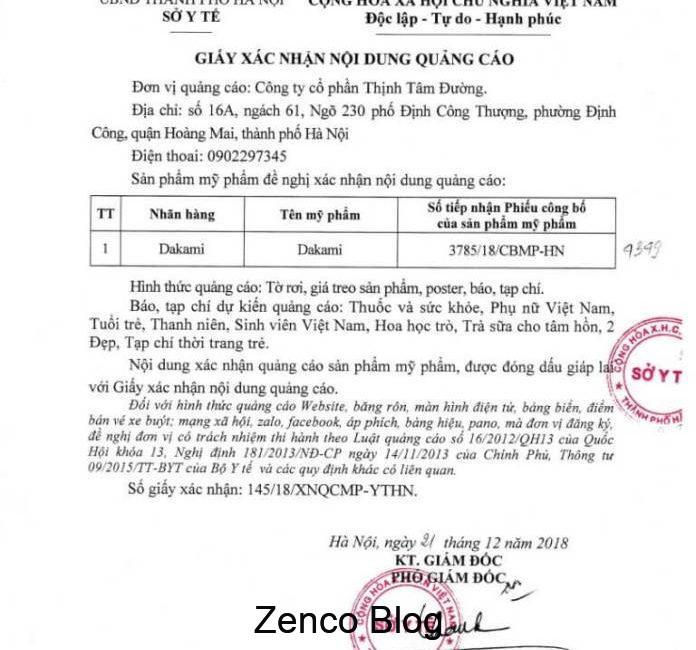 UBND THÀNH PHỐ HÀ NỘI
SỞ Y TẾ
CỘNG HÒA XÃ HỘI CHỦ NGHĨA VIỆT NAM
Độc lập - Tự do - Hạnh phúc
GIẤY XÁC NHẬN NỘI DUNG QUẢNG CÁO
Đơn vị quảng cáo: Công ty cổ phần Thịnh Tâm Đường.
Địa chỉ: số 16A, ngách 61, Ngõ 230 phố Định Công Thượng, phường Định
Công, quận Hoàng Mai, thành phố Hà Nội
Điện thoai: 0902297345
Sản phẩm mỹ phẩm đề nghị xác nhận nội dung quảng cáo:
TT Nhãn hàng Tên mỹ phẩm Số tiếp nhận Phiếu công bố
của sản phẩm mỹ phẩm
1 Dakami Dakami 3785/18/CBMP-HN
9349
Hình thức quảng cáo: Tờ rơi, giá treo sản phẩm, poster, báo, tạp chí.
Báo, tạp chí dự kiến quảng cáo: Thuốc và sức khỏe, Phụ nữ Việt Nam,
Tuổi trẻ, Thanh niên, Sinh viên Việt Nam, Hoa học trò, Trà sữa cho tâm hồn, 2
Đẹp, Tạp chí thời trang trẻ.
Nội dung xác nhận quảng cáo sản phẩm mỹ phẩm, được đóng dấu giáp lai
với Giấy xác nhận nội dung quảng cáo.
Đối với hình thức quảng cáo Website, băng rôn, màn hình điện tử, bảng biển, điểm
bán vé xe buýt; mạng xã hội, zalo, facebook, áp phích, bảng hiệu, pano, mà đơn vị đăng ký,
đề nghị đơn vị có trách nhiệm thi hành theo Luật quảng cáo số 16/2012/QH13 của Quốc
Hội khóa 13, Nghị định 181/2013/NĐ-CP ngày 14/11/2013 của Chính Phủ, Thông tư
09/2015/TT-BYT của Bộ Y tế và các quy định khác có liên quan.
Số giấy xác nhận: 145/18/XNQCMP-YTHN.
CỘNG HÒA X.H.C.
SỞ Y T
THÀNH PHỐ H
Hà Nội, ngày 21 tháng 12 năm 2018
KT. GIÁM ĐỐC
PHÓ GIÁM ĐỐC
SỞ Y TẾ
Zenco Blog